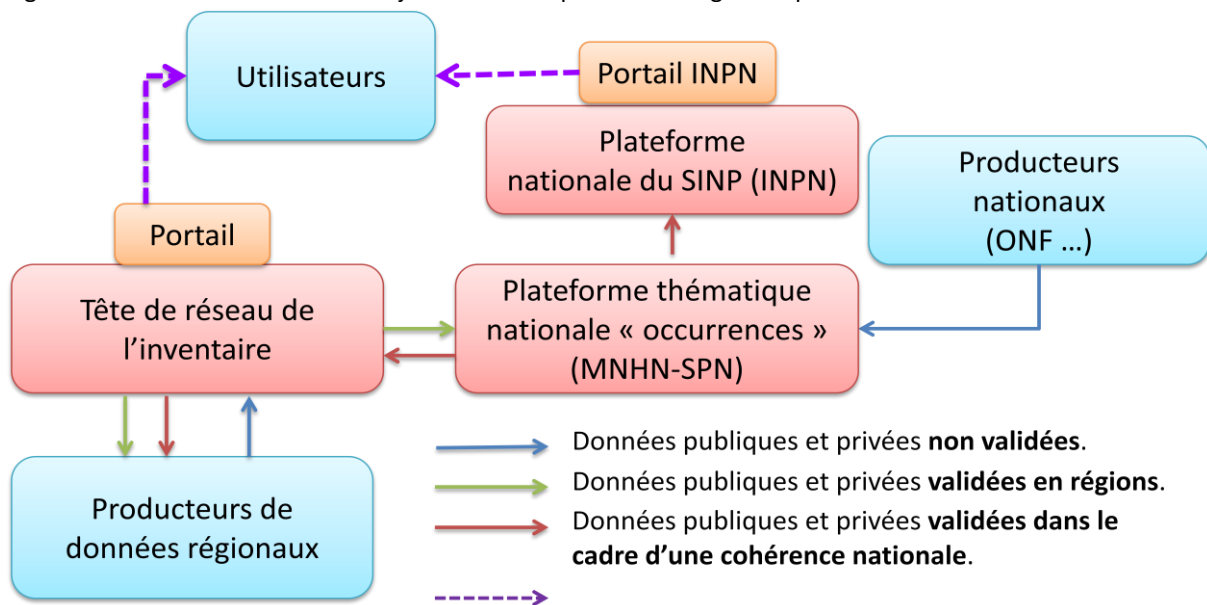 Utilisateurs
Portail INPN
Plateforme
nationale du SINP (INPN)
Producteurs
nationaux
(ONF ...)
Portail
Tête de réseau de
l'inventaire
Plateforme thématique
nationale « occurrences »
(MNHN-SPN)
Producteurs de
données régionaux
Données publiques et privées non validées.
Données publiques et privées validées en régions.
Données publiques et privées validées dans le
cadre d'une cohérence nationale.